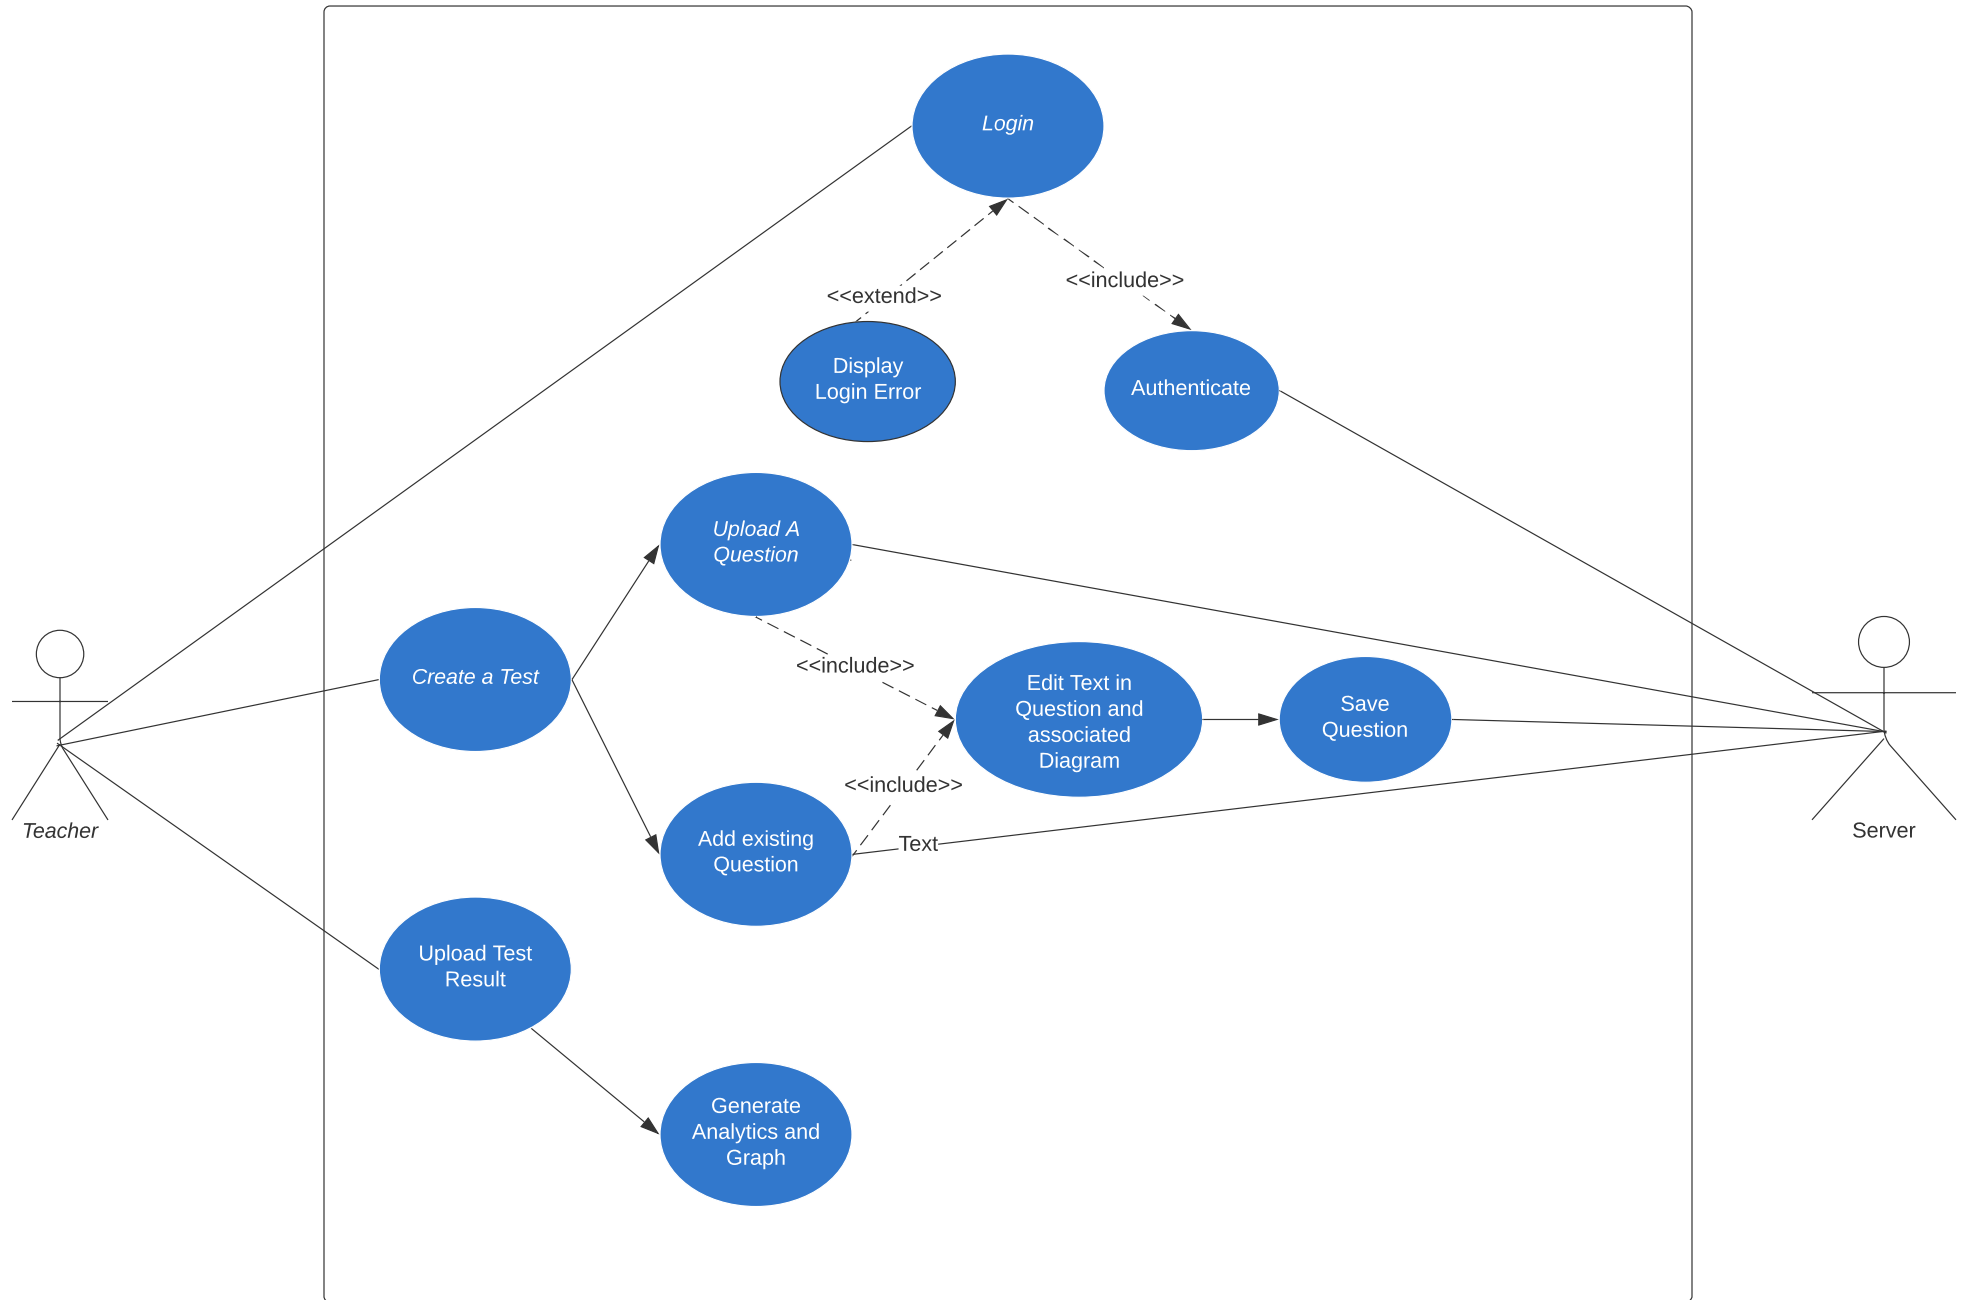 Login
<<extend>>
<<include>>
Display
Login Error
Authenticate
Upload A
Question
Create a Test
<<include>>
Edit Text in
Question and
associated
Diagram
Save
Question
<<include>>
Add existing
Question
Text
Teacher
Server
Upload Test
Result
Generate
Analytics and
Graph